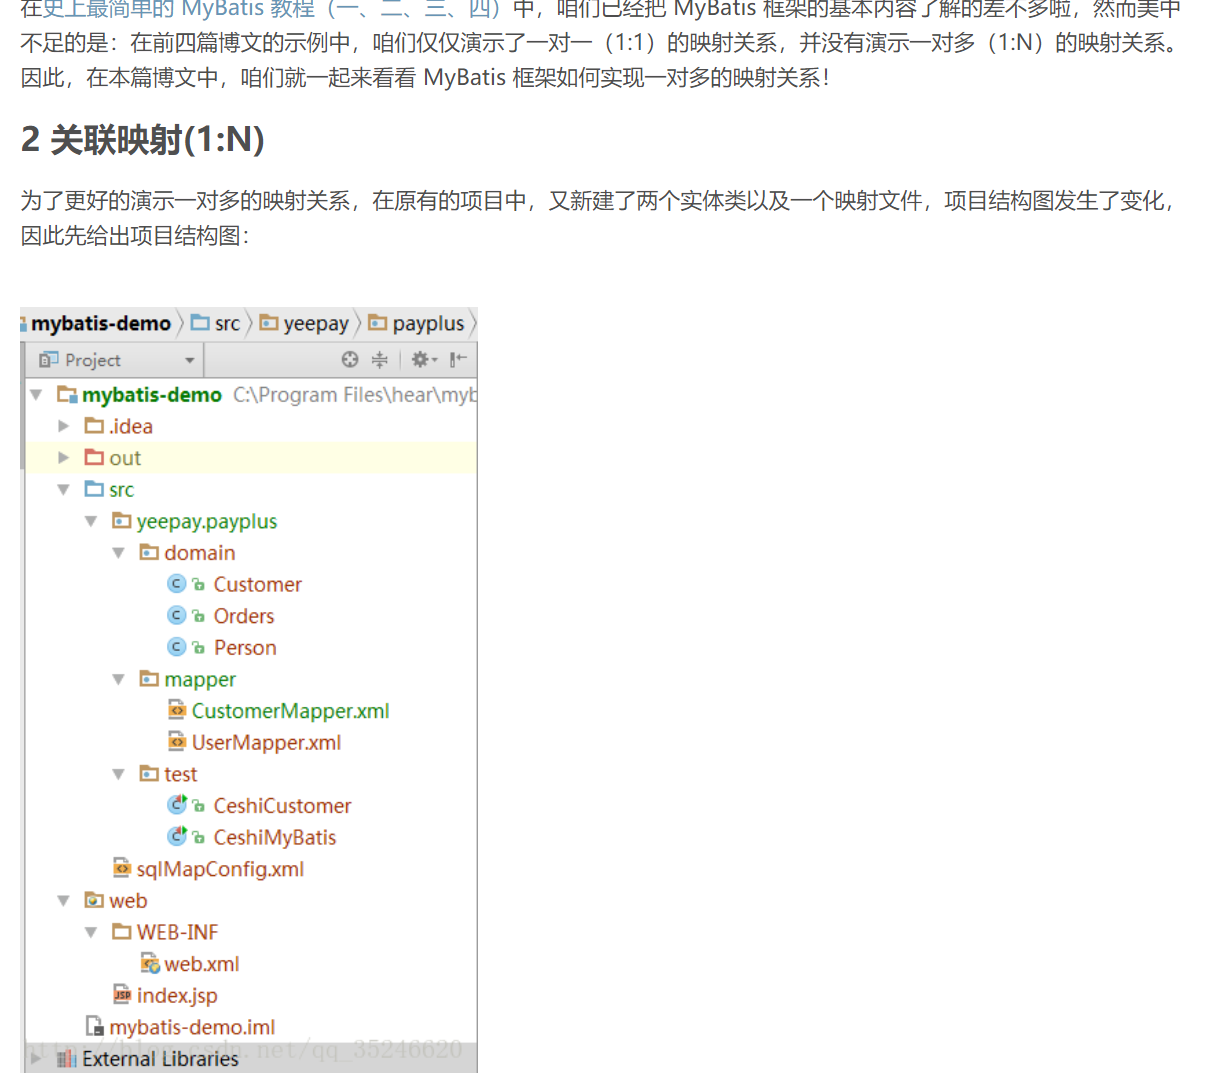 在史上最简单的 MyBatis 教程（一、二、三、四）中，咱们已经把 MyBatis 框架的基本内容了解的差不多啦，然而美中
不足的是：在前四篇博文的示例中，咱们仅仅演示了一对一（1:1）的映射关系，并没有演示一对多（1:N）的映射关系。
因此，在本篇博文中，咱们就一起来看看 MyBatis 框架如何实现一对多的映射关系！
2 关联映射(1:N)
为了更好的演示一对多的映射关系，在原有的项目中，又新建了两个实体类以及一个映射文件，项目结构图发生了变化，
因此先给出项目结构图：
mybatis-demo src yeepay payplus
Project
mybatis-demo C:\Program Files\hear\myb
.idea
out
src
yeepay.payplus
domain
Customer
Orders
Person
mapper
CustomerMapper.xml
UserMapper.xml
test
CeshiCustomer
CeshiMyBatis
sqlMapConfig.xml
web
WEB-INF
web.xml
index.jsp
mybatis-demo.iml
http://blog.csdn.net/qq_35246620
External Libraries